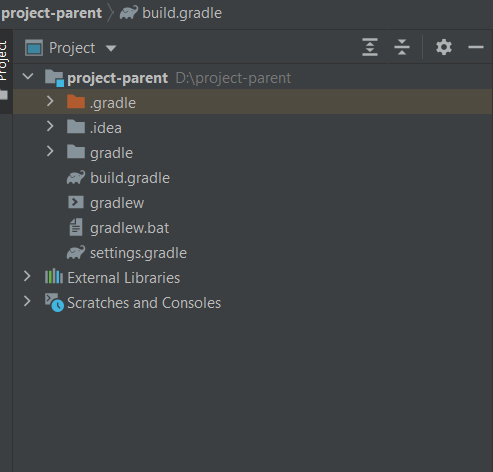 project-parent build.gradle
Project
Project
project-parent D:\project-parent
.gradle
.idea
gradle
build.gradle
gradlew
gradlew.bat
settings.gradle
External Libraries
Scratches and Consoles